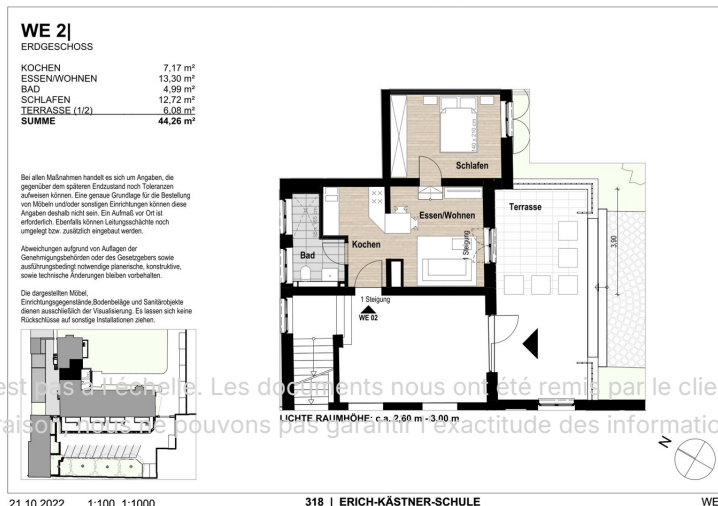 WE 2|
ERDGESCHOSS
KOCHEN 7,17 m²
ESSEN/WOHNEN 13,30 m²
BAD 4,99 m²
SCHLAFEN 12,72 m²
TERRASSE (1/2) 6,08 m²
SUMME 44,26 m²
Bei allen Maßnahmen handelt es sich um Angaben, die
gegenüber dem späteren Endzustand noch Toleranzen
aufweisen können. Eine genaue Grundlage für die Bestellung
von Möbeln und/oder sonstigen Einrichtungen können diese
Angaben deshalb nicht sein. Ein Aufmaß vor Ort ist
erforderlich. Ebenfalls können Leitungsschächte noch
umgelegt bzw. zusätzlich eingebaut werden.
Abweichungen aufgrund von Auflagen der
Genehmigungsbehörden oder des Gesetzgebers sowie
ausführungsbedingt notwendige planerische, konstruktive,
sowie technische Änderungen bleiben vorbehalten.
Die dargestellten Möbel,
Einrichtungsgegenstände,Bodenbeläge und Sanitärobjekte
dienen ausschließlich der Visualisierung. Es lassen sich keine
Rückschlüsse auf sonstige Installationen ziehen.
140 x 210 cm
Schlafen
Essen/Wohnen
Terrasse
Kochen
Bad
1 Steigung
3,90
1 Steigung
WE 02
est pas à l'échelle. Les documents nous ont été remis par le clie
LICHTE RAUMHÖHE: c.a. 2,60 m - 3,00 m
raison, nous ne pouvons pas garantir l'exactitude des informatio
N
21.10.2022 1:100, 1:1000 318 | ERICH-KÄSTNER-SCHULE WE